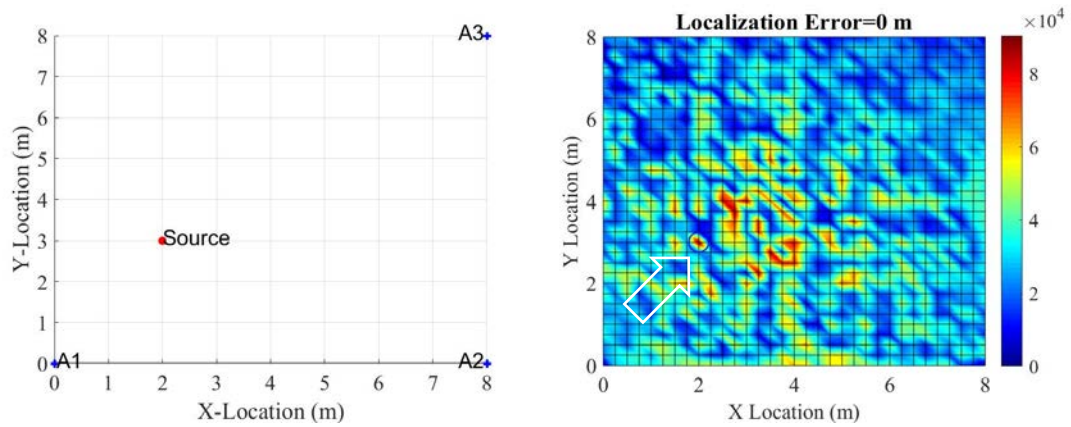 8
7
6
5
4
3
2
1
0
Y-Location (m)
A3
Source
A1
A2
0 1 2 3 4 5 6 7 8
X-Location (m)
Localization Error=0 m
×10⁴
8
6
4
2
0
Y Location (m)
0 2 4 6 8
X Location (m)
8
6
4
2
0